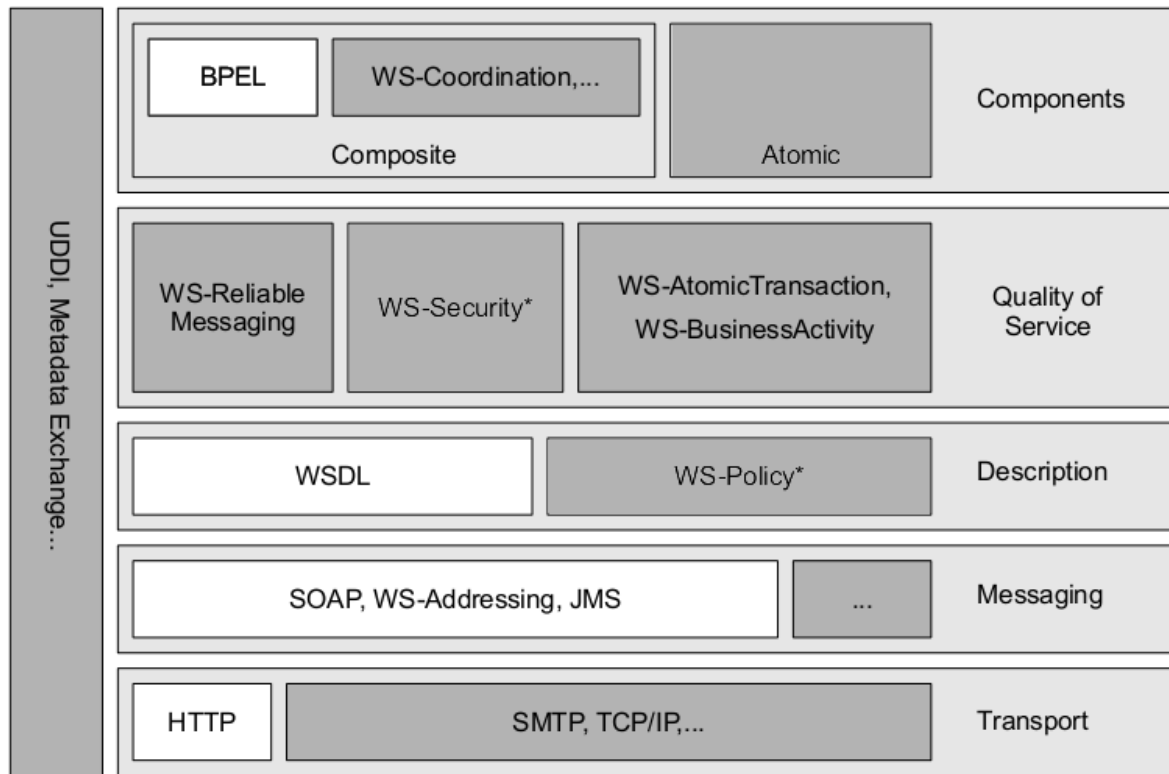 UDDI, Metadata Exchange...
BPEL
WS-Coordination,...
Composite
Atomic
Components
WS-Reliable
Messaging
WS-Security*
WS-AtomicTransaction,
WS-BusinessActivity
Quality of
Service
WSDL
WS-Policy*
Description
SOAP, WS-Addressing, JMS
...
Messaging
HTTP
SMTP, TCP/IP,...
Transport